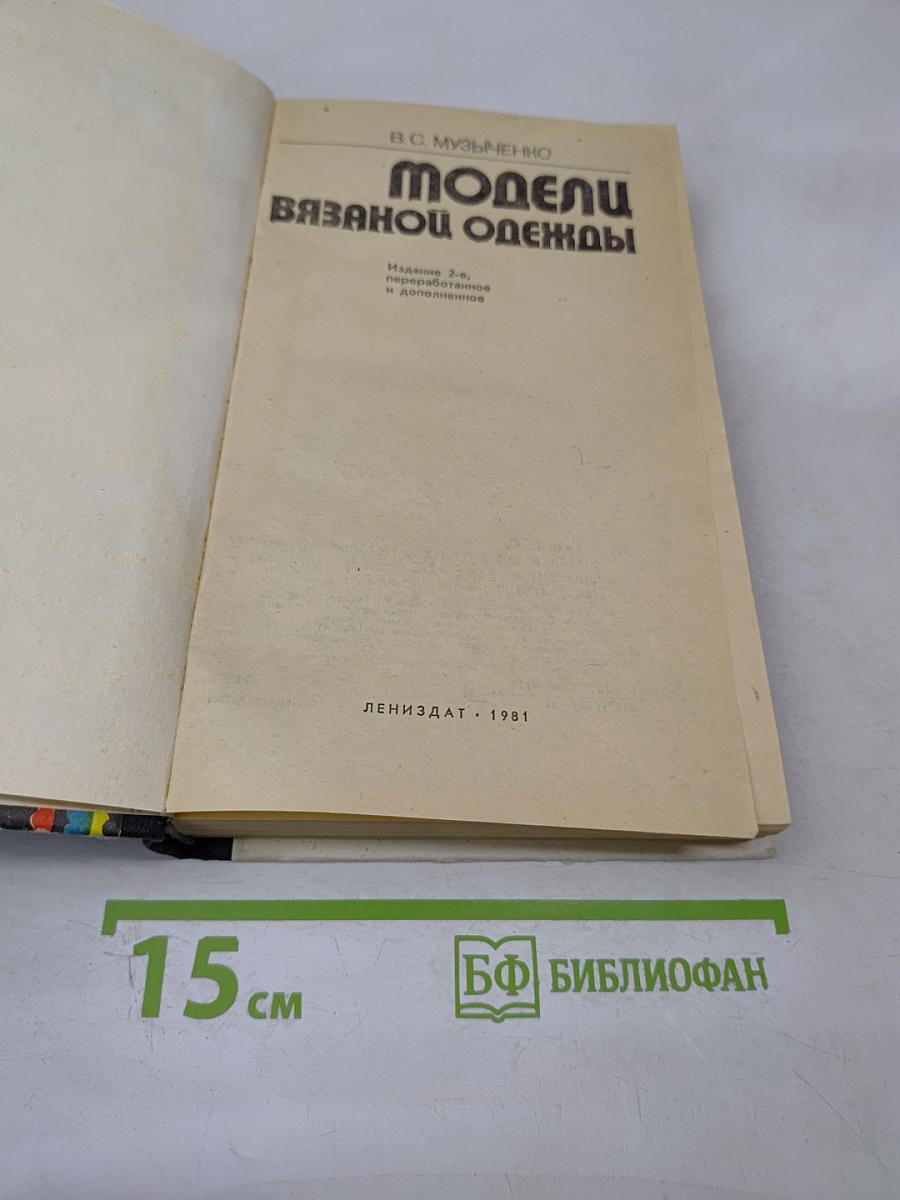 В. С. МУЗЫЧЕНКО
МОДЕЛИ
ВЯЗАНОЙ ОДЕЖДЫ
Издание 2-е,
переработанное
и дополненное
ЛЕНИЗДАТ • 1981
15 см
БФ БИБЛИОФАН